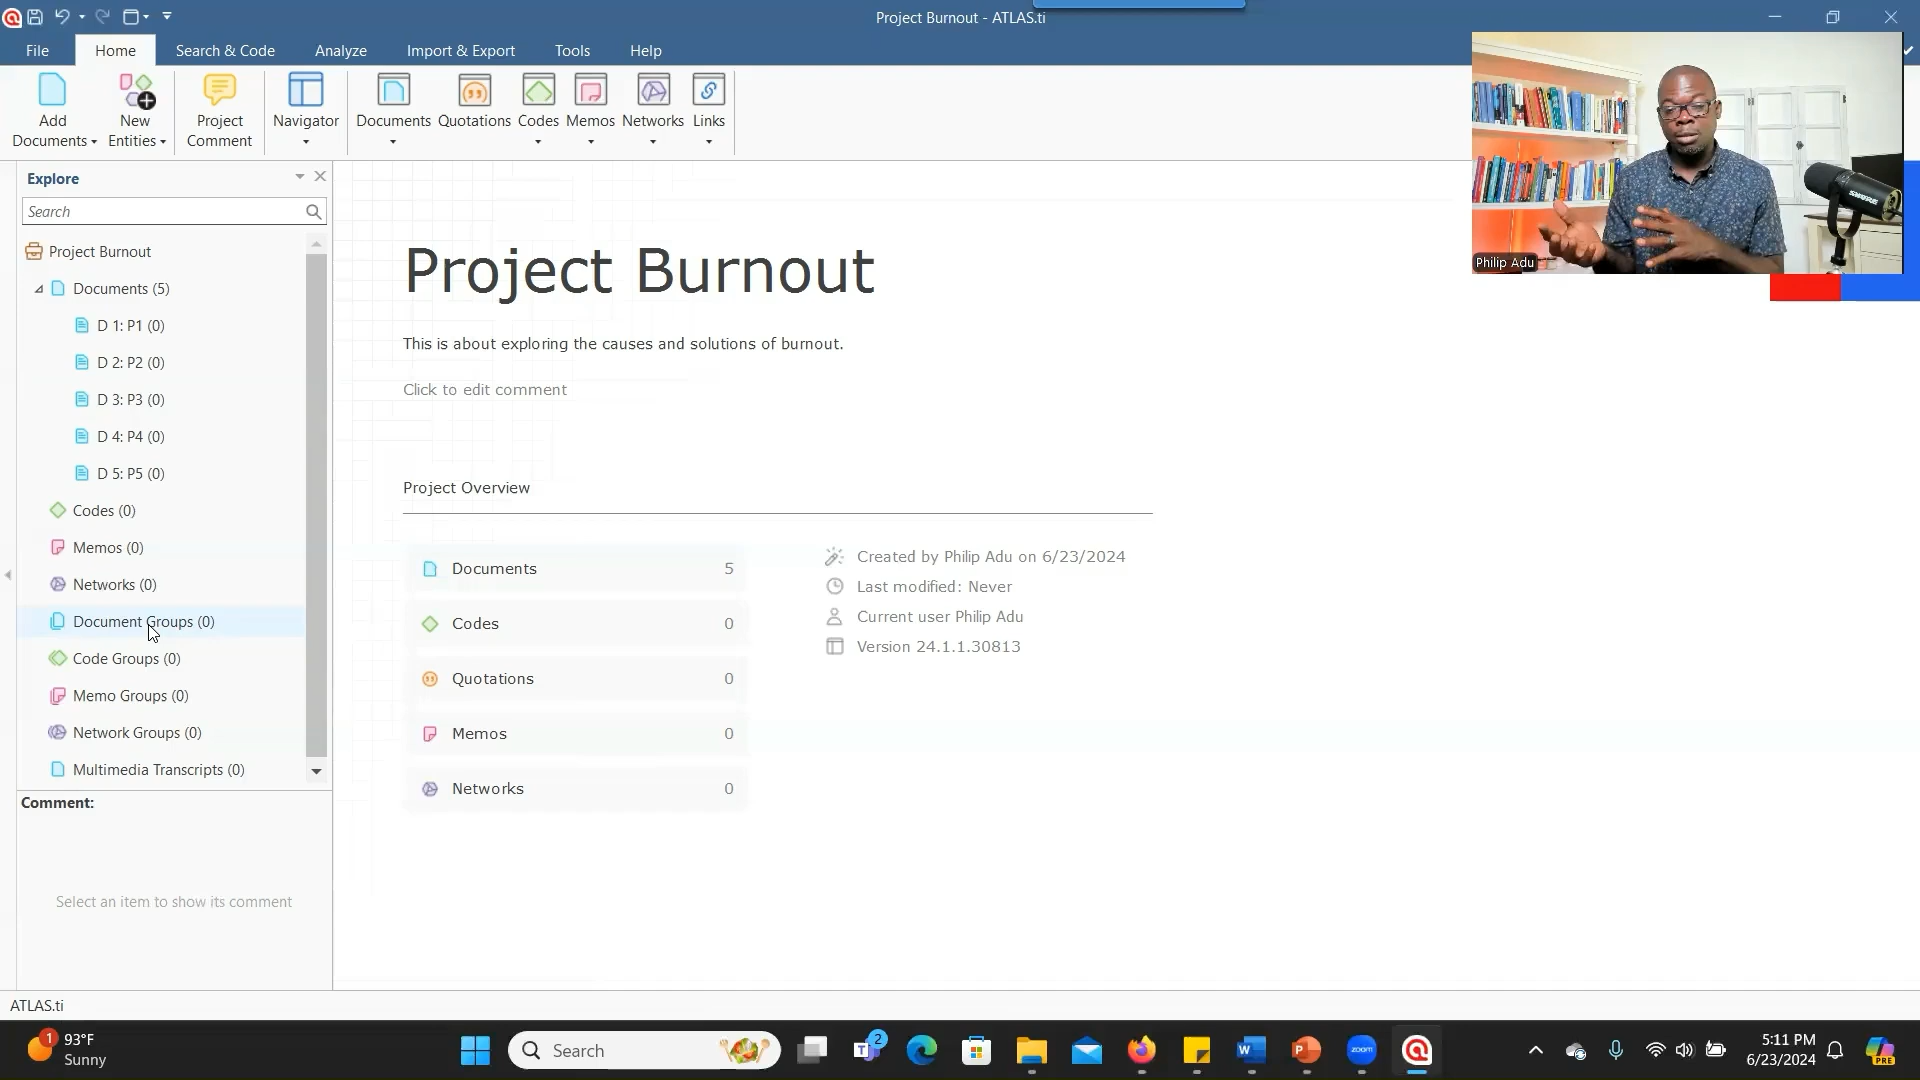 Project Burnout - ATLAS.ti
File
Home
Search & Code
Analyze
Import & Export
Tools
Help
Add Documents
New Entities
Project Comment
Navigator
Documents
Quotations
Codes
Memos
Networks
Links
Explore
Search
Project Burnout
Documents (5)
D 1: P1 (0)
D 2: P2 (0)
D 3: P3 (0)
D 4: P4 (0)
D 5: P5 (0)
Codes (0)
Memos (0)
Networks (0)
Document Groups (0)
Code Groups (0)
Memo Groups (0)
Network Groups (0)
Multimedia Transcripts (0)
Comment:
Select an item to show its comment
Project Burnout
This is about exploring the causes and solutions of burnout.
Click to edit comment
Project Overview
Documents 5
Codes 0
Quotations 0
Memos 0
Networks 0
Created by Philip Adu on 6/23/2024
Last modified: Never
Current user Philip Adu
Version 24.1.1.30813
SHURE
Philip Adu
ATLAS.ti
1
93°F
Sunny
Search
2
T
W
P
zoom
5:11 PM
6/23/2024
PRE